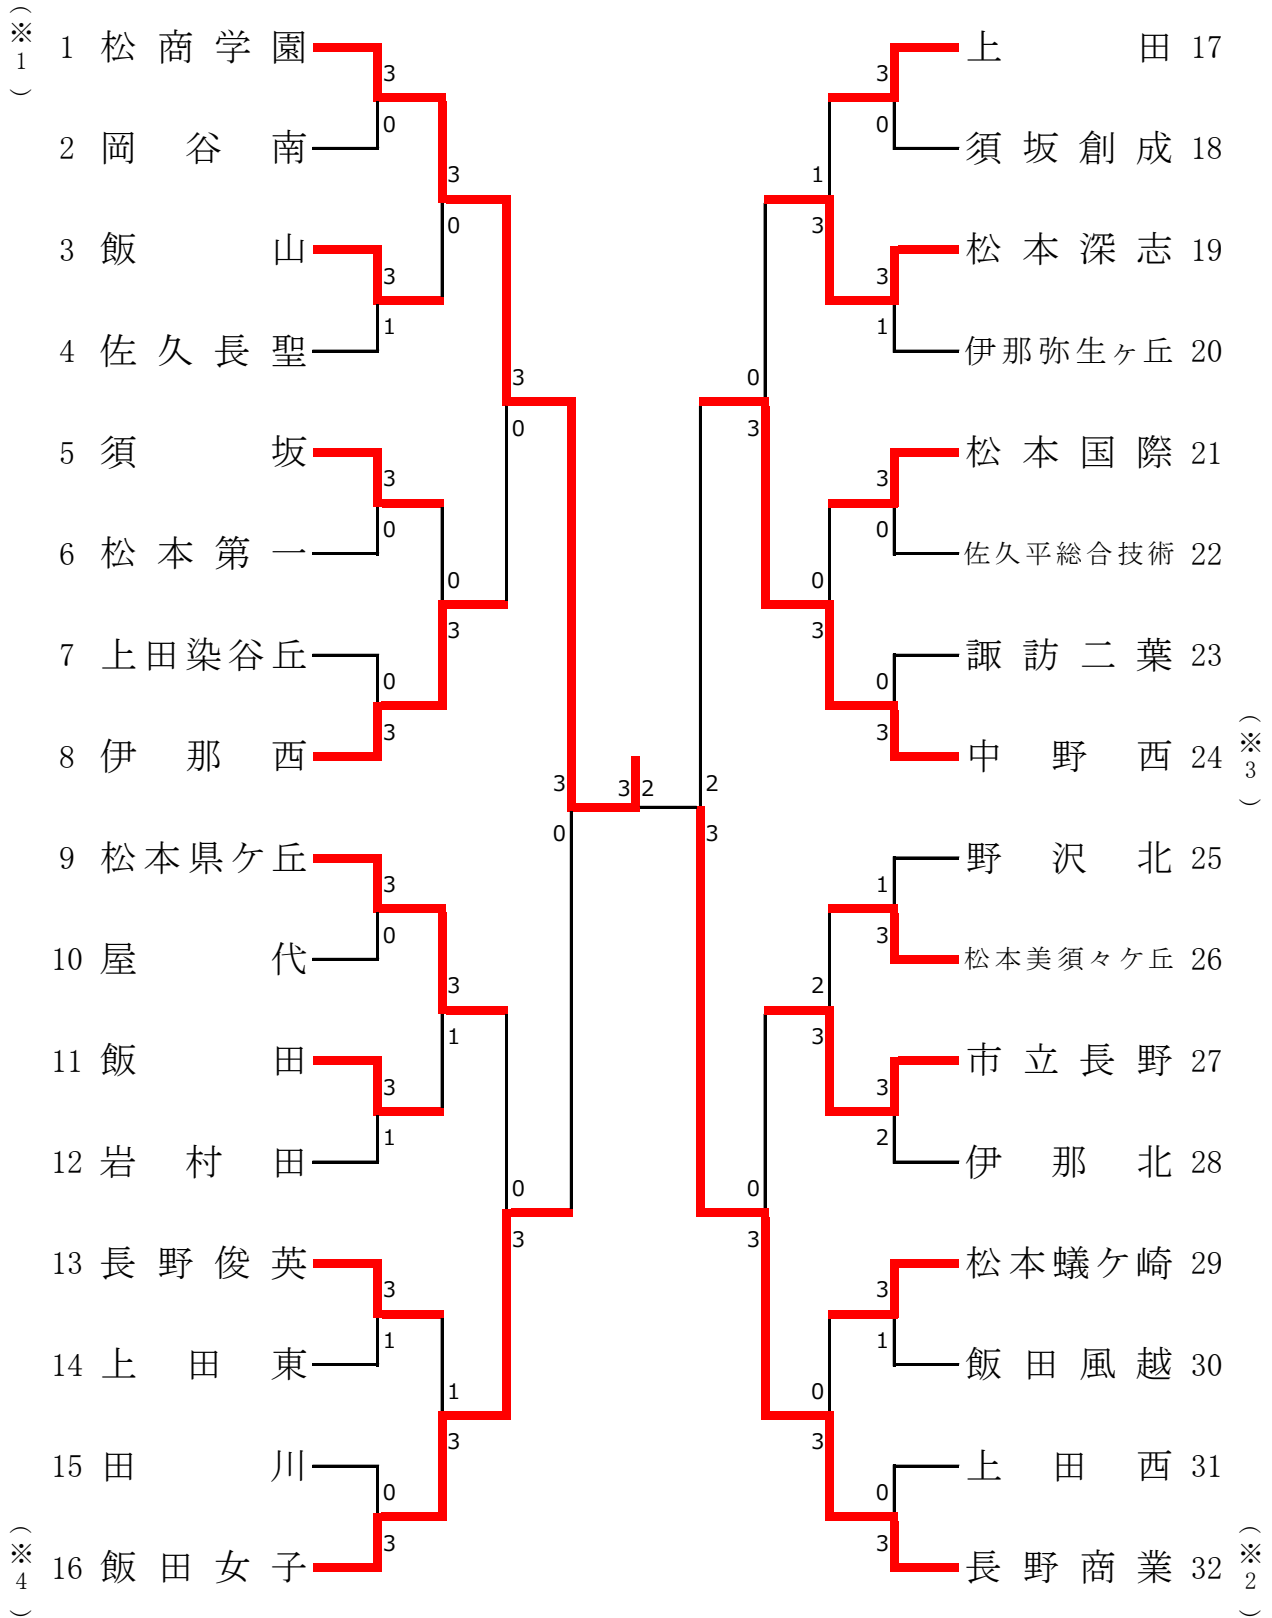 （※1）
1 松商学園
3
0
2 岡谷南
3
0
3 飯山
3
1
4 佐久長聖
3
0
5 須坂
3
0
6 松本第一
0
3
7 上田染谷丘
0
3
8 伊那西
3
0
9 松本県ケ丘
3
0
10 屋代
3
1
11 飯田
3
1
12 岩村田
0
3
13 長野俊英
3
1
14 上田東
1
3
15 田川
0
3
（※4）
16 飯田女子
3 2
上田 17
3
0
須坂創成 18
1
3
松本深志 19
3
1
伊那弥生ヶ丘 20
0
3
松本国際 21
3
0
佐久平総合技術 22
0
3
諏訪二葉 23
0
3
中野西 24
（※3）
2
3
野沢北 25
1
3
松本美須々ケ丘 26
2
3
市立長野 27
3
2
伊那北 28
0
3
松本蟻ケ崎 29
3
1
飯田風越 30
0
3
上田西 31
0
3
長野商業 32
（※2）